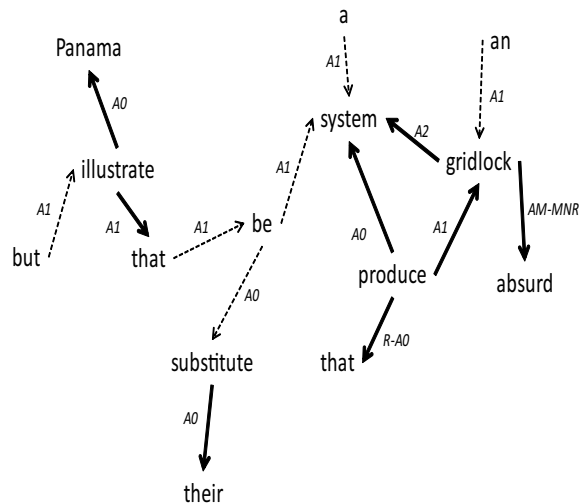 a
Panama
an
A1
A0
A1
system
A2
gridlock
illustrate
A1
A1
A1
be
A1
AM-MNR
but
that
A0
A1
produce
absurd
A0
R-A0
substitute
that
A0
their